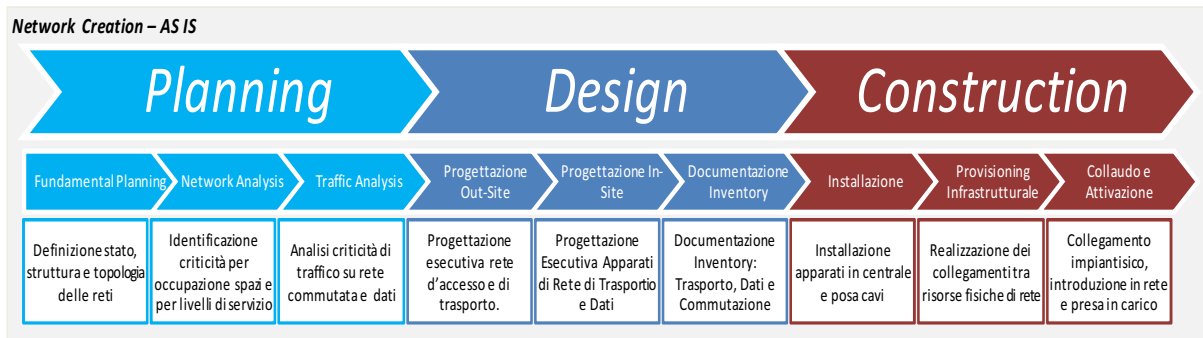 Network Creation – AS IS
Planning
Design
Construction
Fundamental Planning
Network Analysis
Traffic Analysis
Progettazione
Out-Site
Progettazione In-
Site
Documentazione
Inventory
Installazione
Provisioning
Infrastrutturale
Collaudo e
Attivazione
Definizione stato,
struttura e topologia
delle reti
Identificazione
criticità per
occupazione spazi e
per livelli di servizio
Analisi criticità di
traffico su rete
commutata e dati
Progettazione
esecutiva rete
d'accesso e di
trasporto.
Progettazione
Esecutiva Apparati
di Rete di Trasportio
e Dati
Documentazione
Inventory:
Trasporto, Dati e
Commutazione
Installazione
apparati in centrale
e posa cavi
Realizzazione dei
collegamenti tra
risorse fisiche di rete
Collegamento
impiantisico,
introduzione in rete
e presa in carico